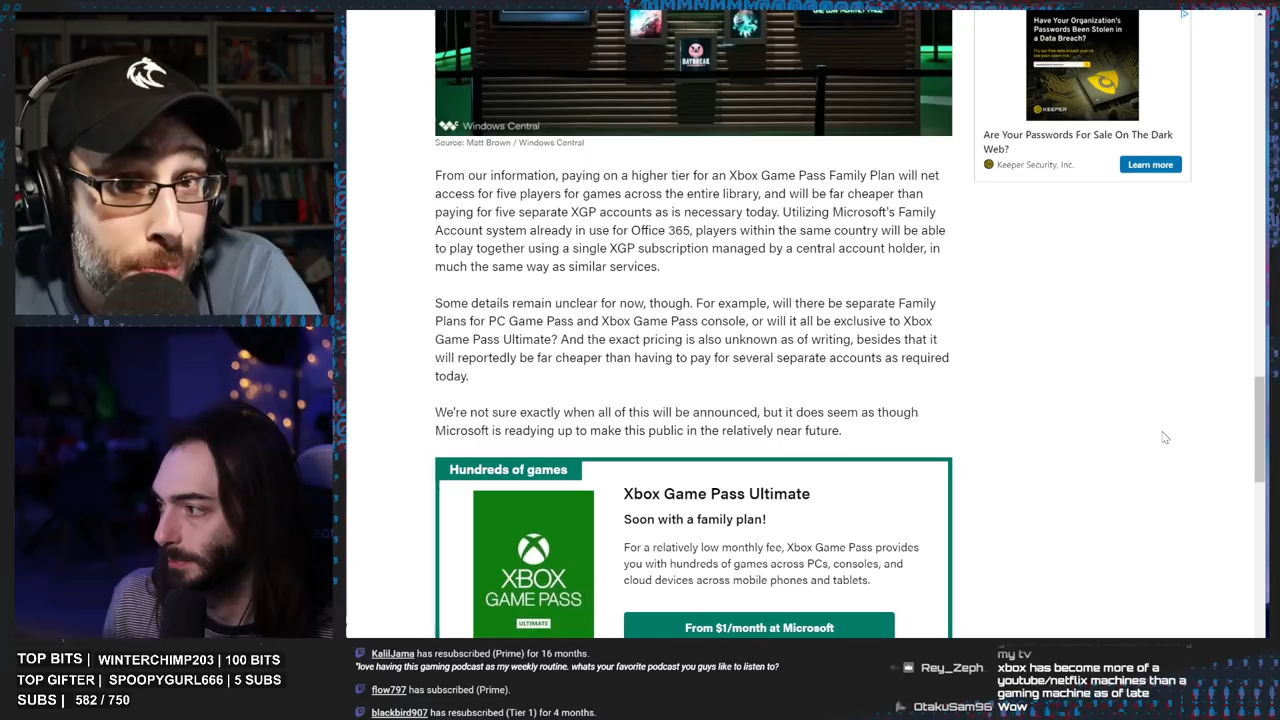 DAYBREAK
Windows Central
Source: Matt Brown / Windows Central
From our information, paying on a higher tier for an Xbox Game Pass Family Plan will net
access for five players for games across the entire library, and will be far cheaper than
paying for five separate XGP accounts as is necessary today. Utilizing Microsoft's Family
Account system already in use for Office 365, players within the same country will be able
to play together using a single XGP subscription managed by a central account holder, in
much the same way as similar services.
Some details remain unclear for now, though. For example, will there be separate Family
Plans for PC Game Pass and Xbox Game Pass console, or will it all be exclusive to Xbox
Game Pass Ultimate? And the exact pricing is also unknown as of writing, besides that it
will reportedly be far cheaper than having to pay for several separate accounts as required
today.
We're not sure exactly when all of this will be announced, but it does seem as though
Microsoft is readying up to make this public in the relatively near future.
Hundreds of games
XBOX
GAME PASS
ULTIMATE
Xbox Game Pass Ultimate
Soon with a family plan!
For a relatively low monthly fee, Xbox Game Pass provides
you with hundreds of games across PCs, consoles, and
cloud devices across mobile phones and tablets.
From $1/month at Microsoft
Have Your Organization's
Passwords Been Stolen in
a Data Breach?
KEEPER
Are Your Passwords For Sale On The Dark
Web?
Keeper Security, Inc.
Learn more
TOP BITS | WINTERCHIMP203 | 100 BITS
TOP GIFTER | SPOOPYGURL666 | 5 SUBS
SUBS | 582 / 750
KalilJama has resubscribed (Prime) for 16 months.
"love having this gaming podcast as my weekly routine. whats your favorite podcast you guys like to listen to?
flow797 has subscribed (Prime).
blackbird907 has resubscribed (Tier 1) for 4 months.
my tv
Rey_Zeph xbox has become more of a
youtube/netflix machines than a
gaming machine as of late
OtakuSam96 Wow